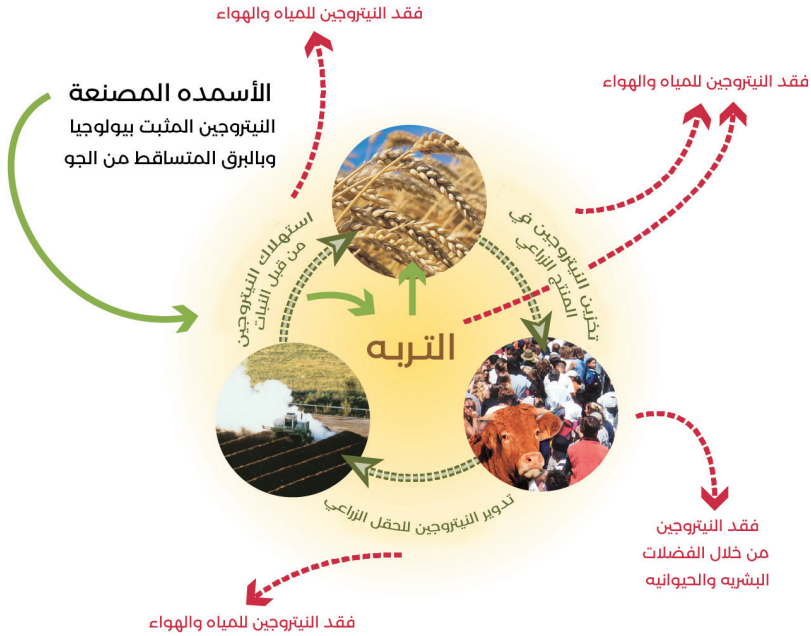 فقد النيتروجين للمياه والهواء
فقد النيتروجين للمياه والهواء
الأسمده المصنعة
النيتروجين المثبت بيولوجيا
وبالبرق المتساقط من الجو
استهلاك النيتروجين
من قبل النبات
تخزين النيتروجين في
المنتج الزراعي
التربه
تدوير النيتروجين للحقل الزراعي
فقد النيتروجين
من خلال الفضلات
البشريه والحيوانيه
فقد النيتروجين للمياه والهواء